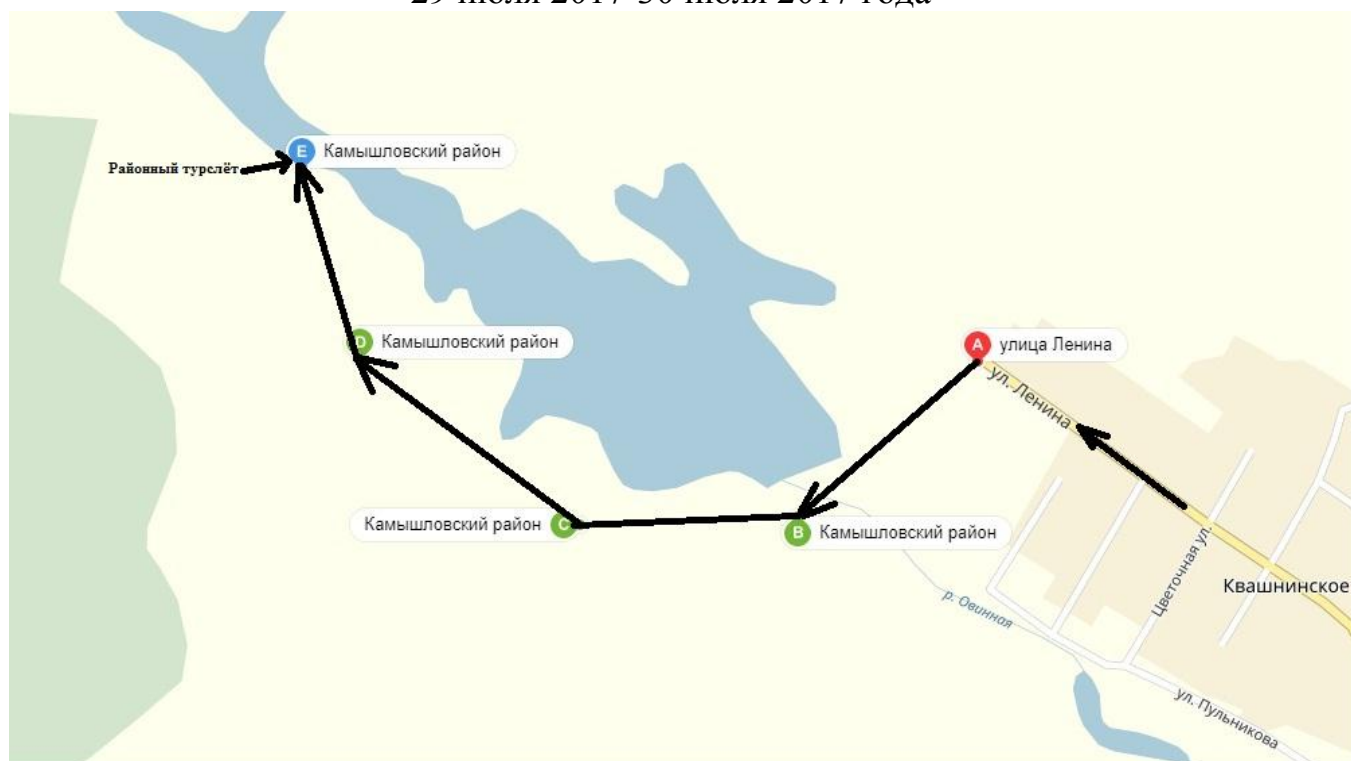 29 июля 2017-30 июля 2017 года
E Камышловский район
Районный турслёт
D Камышловский район
A улица Ленина
ул. Ленина
Камышловский район C
B Камышловский район
Цветочная ул.
Квашнинское
р. Овинная
ул. Пульникова